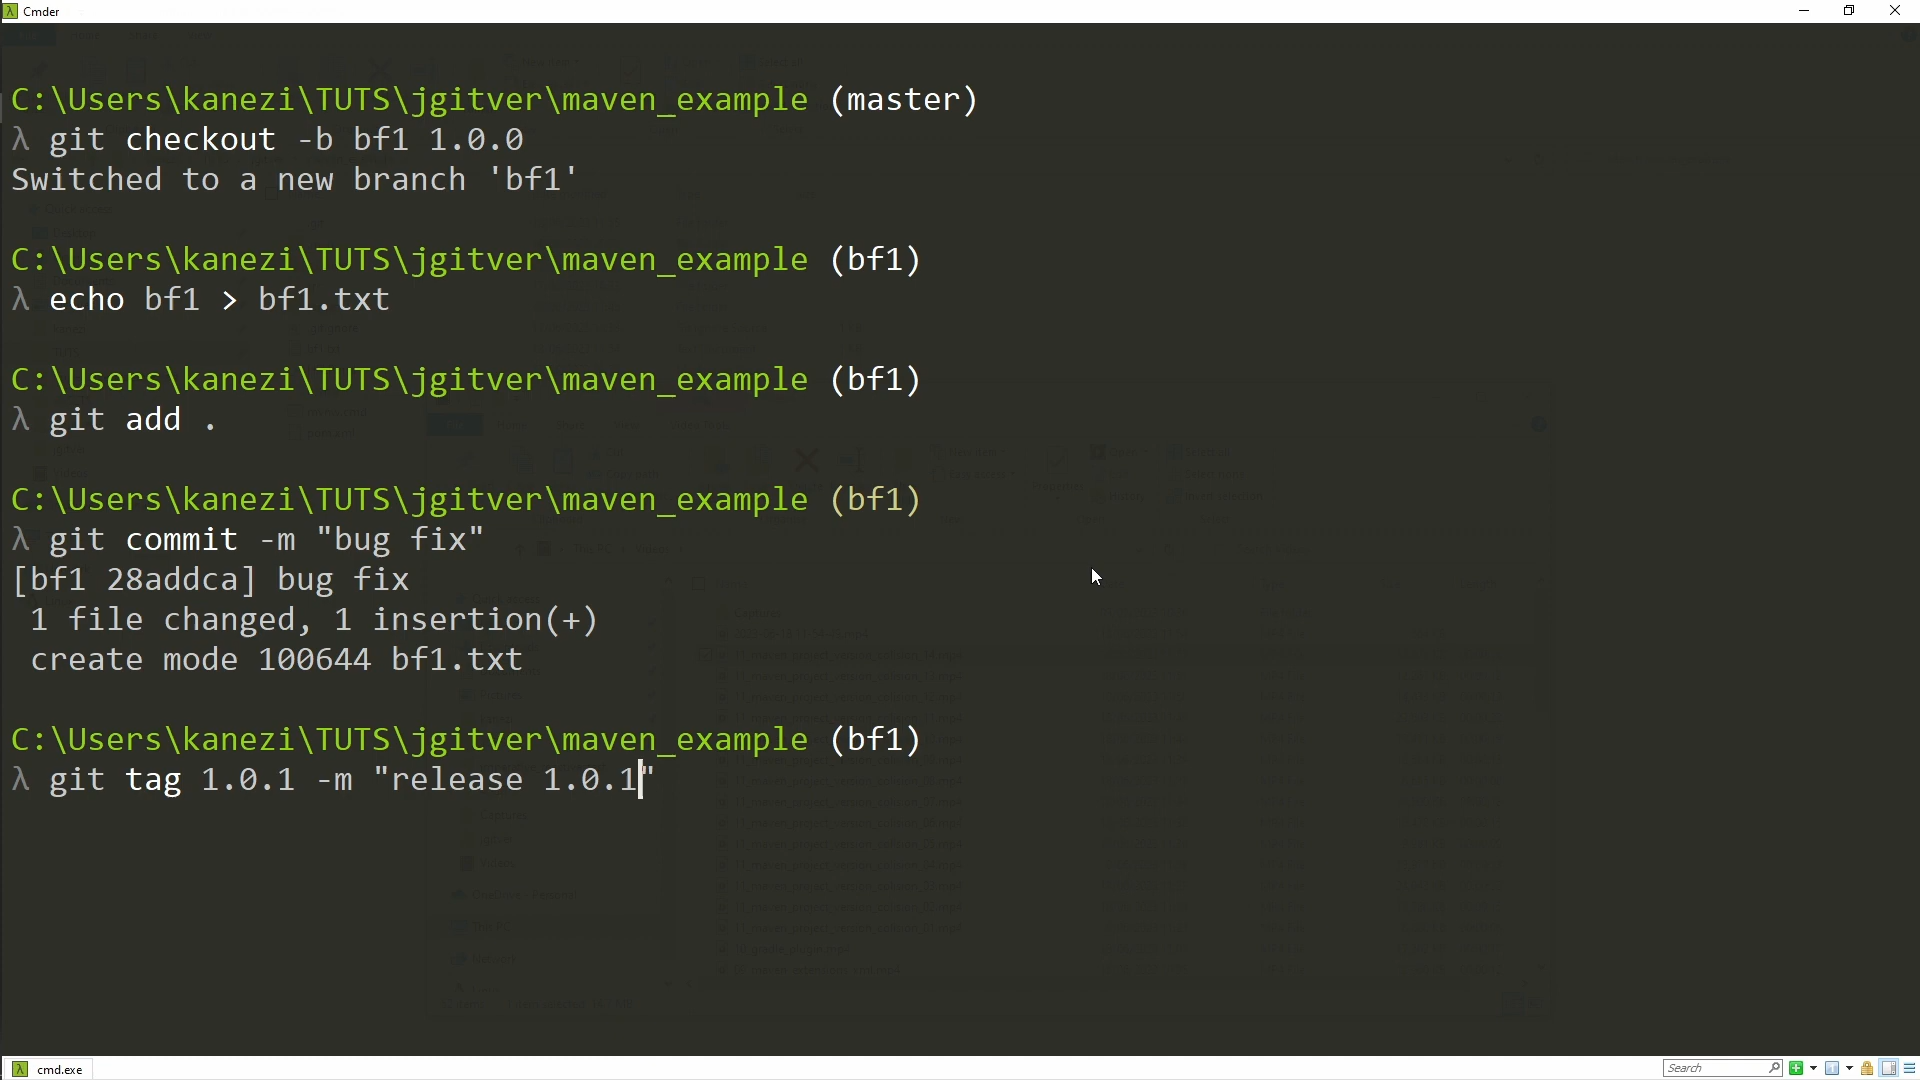 Cmder
C:\Users\kanezi\TUTS\jgitver\maven_example (master)
λ git checkout -b bf1 1.0.0
Switched to a new branch 'bf1'
C:\Users\kanezi\TUTS\jgitver\maven_example (bf1)
λ echo bf1 > bf1.txt
C:\Users\kanezi\TUTS\jgitver\maven_example (bf1)
λ git add .
C:\Users\kanezi\TUTS\jgitver\maven_example (bf1)
λ git commit -m "bug fix"
[bf1 28addca] bug fix
1 file changed, 1 insertion(+)
create mode 100644 bf1.txt
C:\Users\kanezi\TUTS\jgitver\maven_example (bf1)
λ git tag 1.0.1 -m "release 1.0.1"
cmd.exe
Search